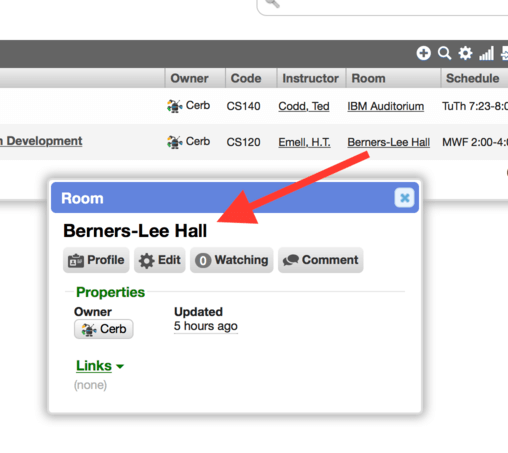 Owner Code Instructor Room Schedule
Cerb CS140 Codd, Ted IBM Auditorium TuTh 7:23-8:0
Development Cerb CS120 Emell, H.T. Berners-Lee Hall MWF 2:00-4:
Room
Berners-Lee Hall
Profile Edit 0 Watching Comment
Properties
Owner Updated
Cerb 5 hours ago
Links
(none)